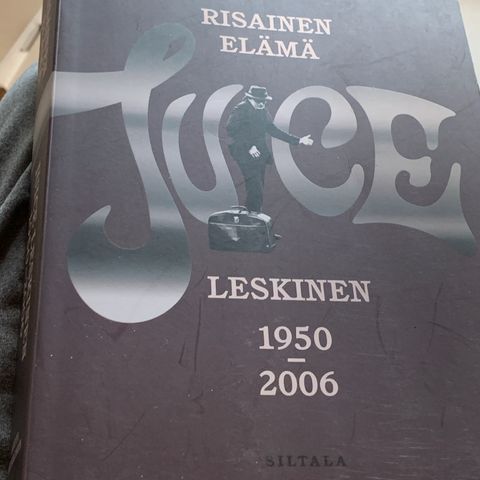 RISAINEN
ELÄMÄ
JUICE
LESKINEN
1950
–
2006
SILTALA